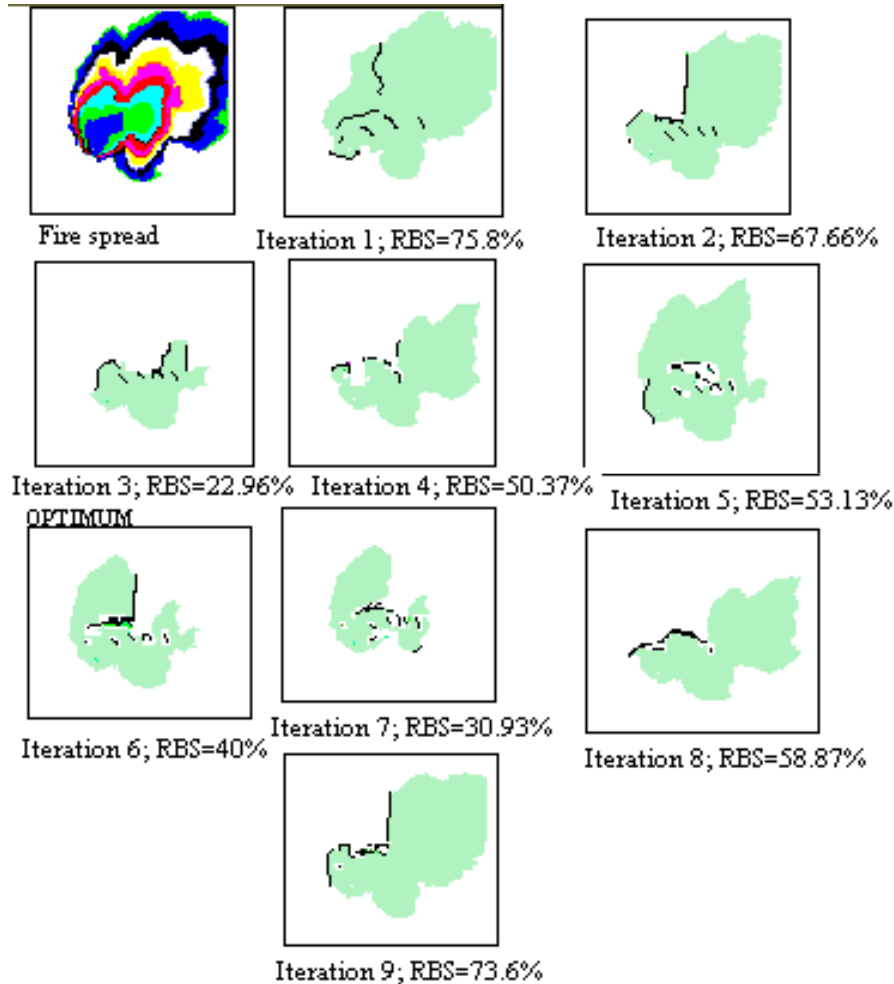 Fire spread
Iteration 1; RBS=75.8%
Iteration 2; RBS=67.66%
Iteration 3; RBS=22.96%
OPTIMUM
Iteration 4; RBS=50.37%
Iteration 5; RBS=53.13%
Iteration 6; RBS=40%
Iteration 7; RBS=30.93%
Iteration 8; RBS=58.87%
Iteration 9; RBS=73.6%